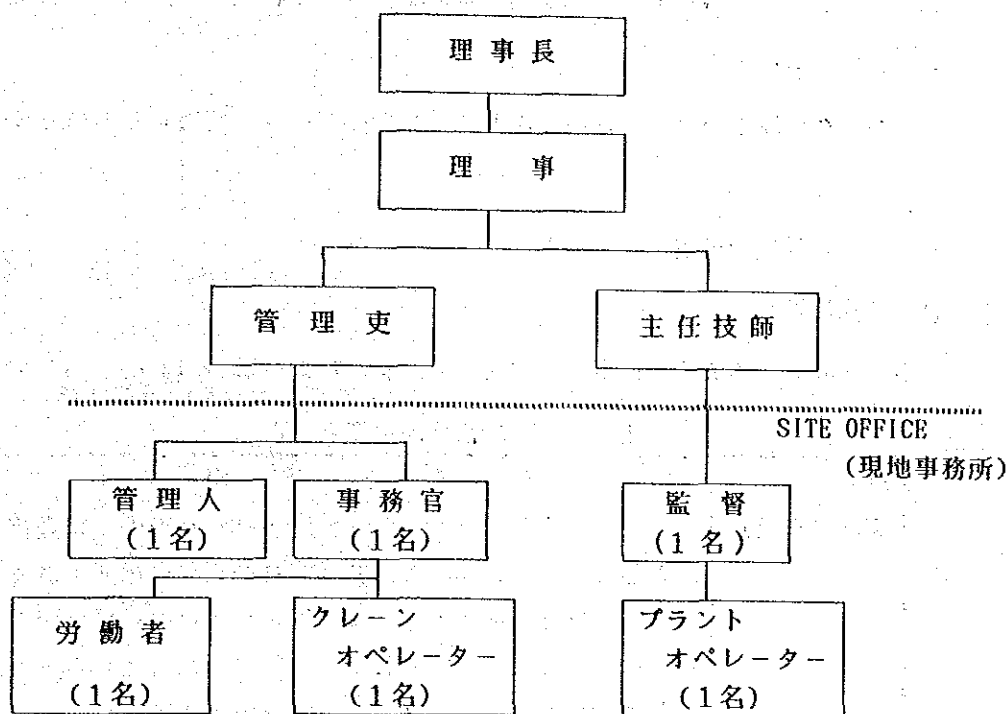 理事長
理事
管理吏
主任技師
SITE OFFICE
(現地事務所)
管理人
(1名)
事務官
(1名)
監督
(1名)
労働者
(1名)
クレーン
オペレーター
(1名)
プラント
オペレーター
(1名)